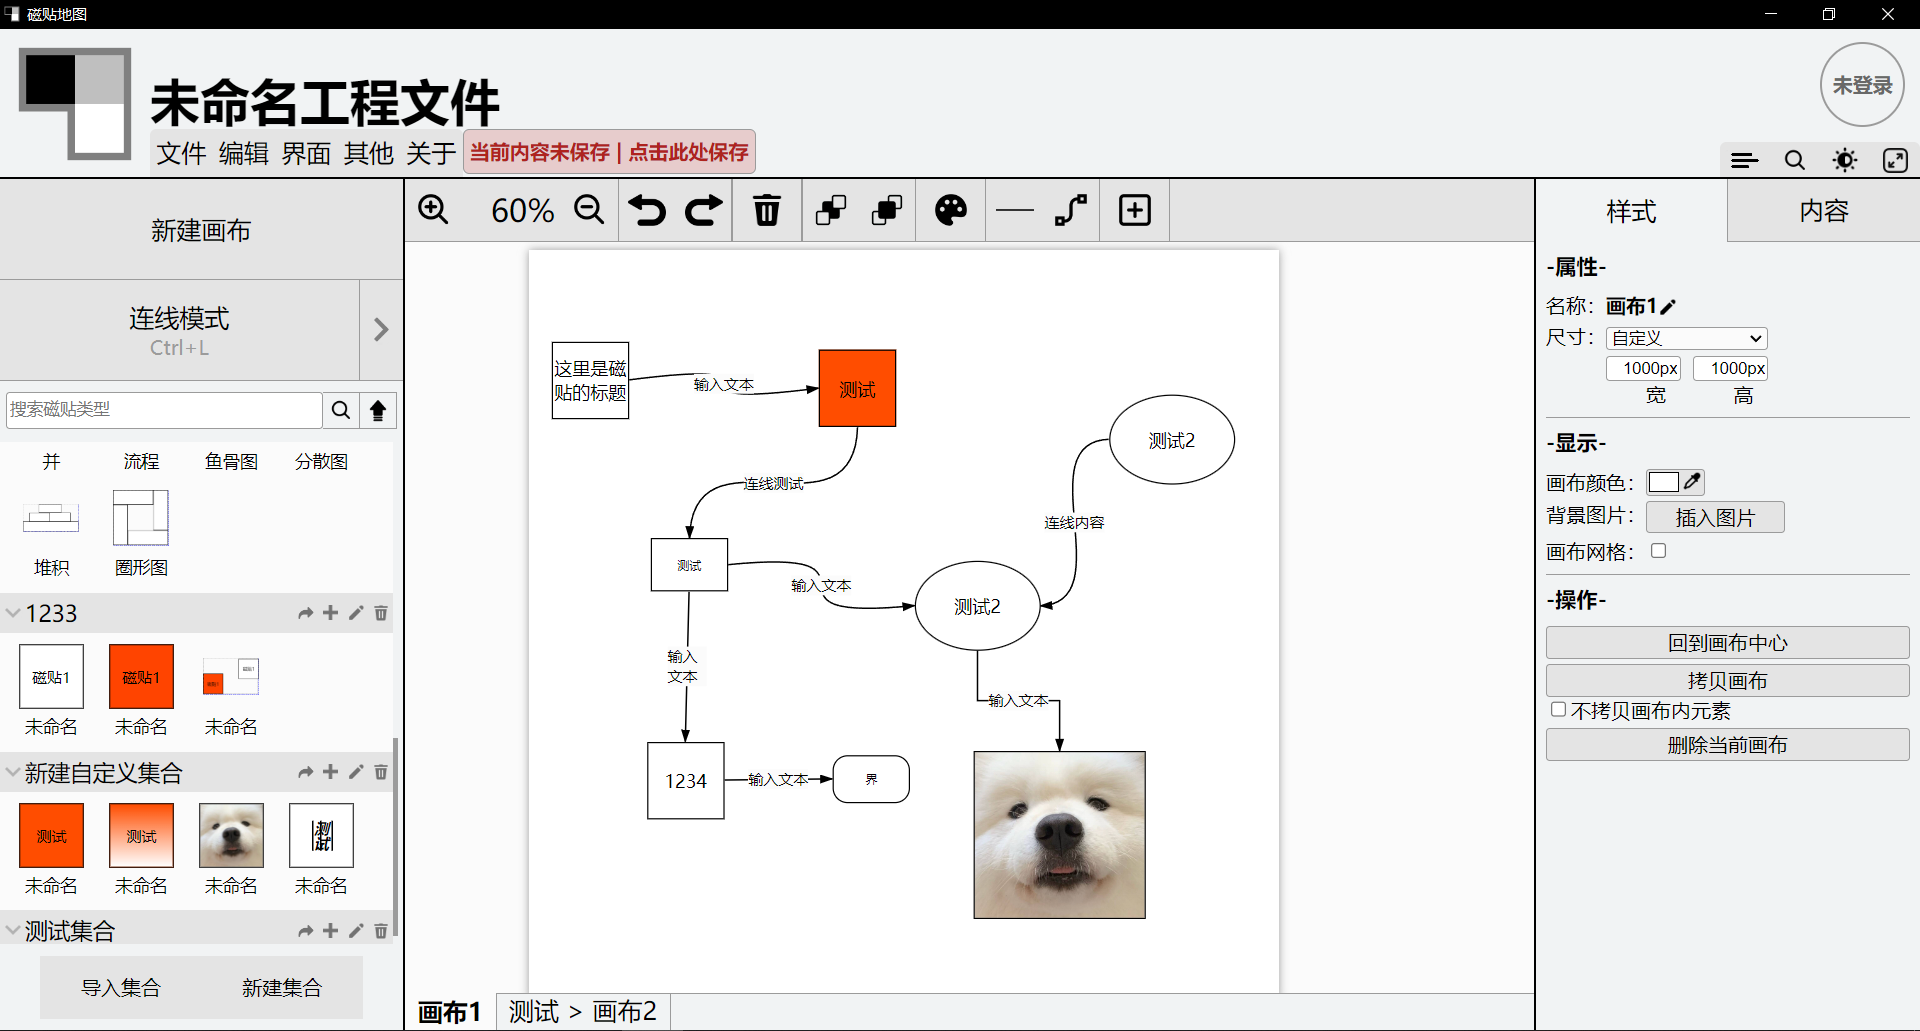 磁贴地图
未命名工程文件
未登录
文件 编辑 界面 其他 关于 当前内容未保存 | 点击此处保存
新建画布
连线模式
Ctrl+L
搜索磁贴类型
并 流程 鱼骨图 分散图
堆积 圈形图
1233
磁贴1 磁贴1
未命名 未命名 未命名
新建自定义集合
测试 测试 测试
未命名 未命名 未命名 未命名
测试集合
导入集合 新建集合
60%
这里是磁
贴的标题
输入文本
测试
测试2
连线测试
连线内容
测试
输入文本
测试2
输入
文本
输入文本
1234
输入文本
界
画布1 测试 > 画布2
样式 内容
-属性-
名称： 画布1
尺寸： 自定义
1000px 1000px
宽 高
-显示-
画布颜色：
背景图片： 插入图片
画布网格：
-操作-
回到画布中心
拷贝画布
不拷贝画布内元素
删除当前画布